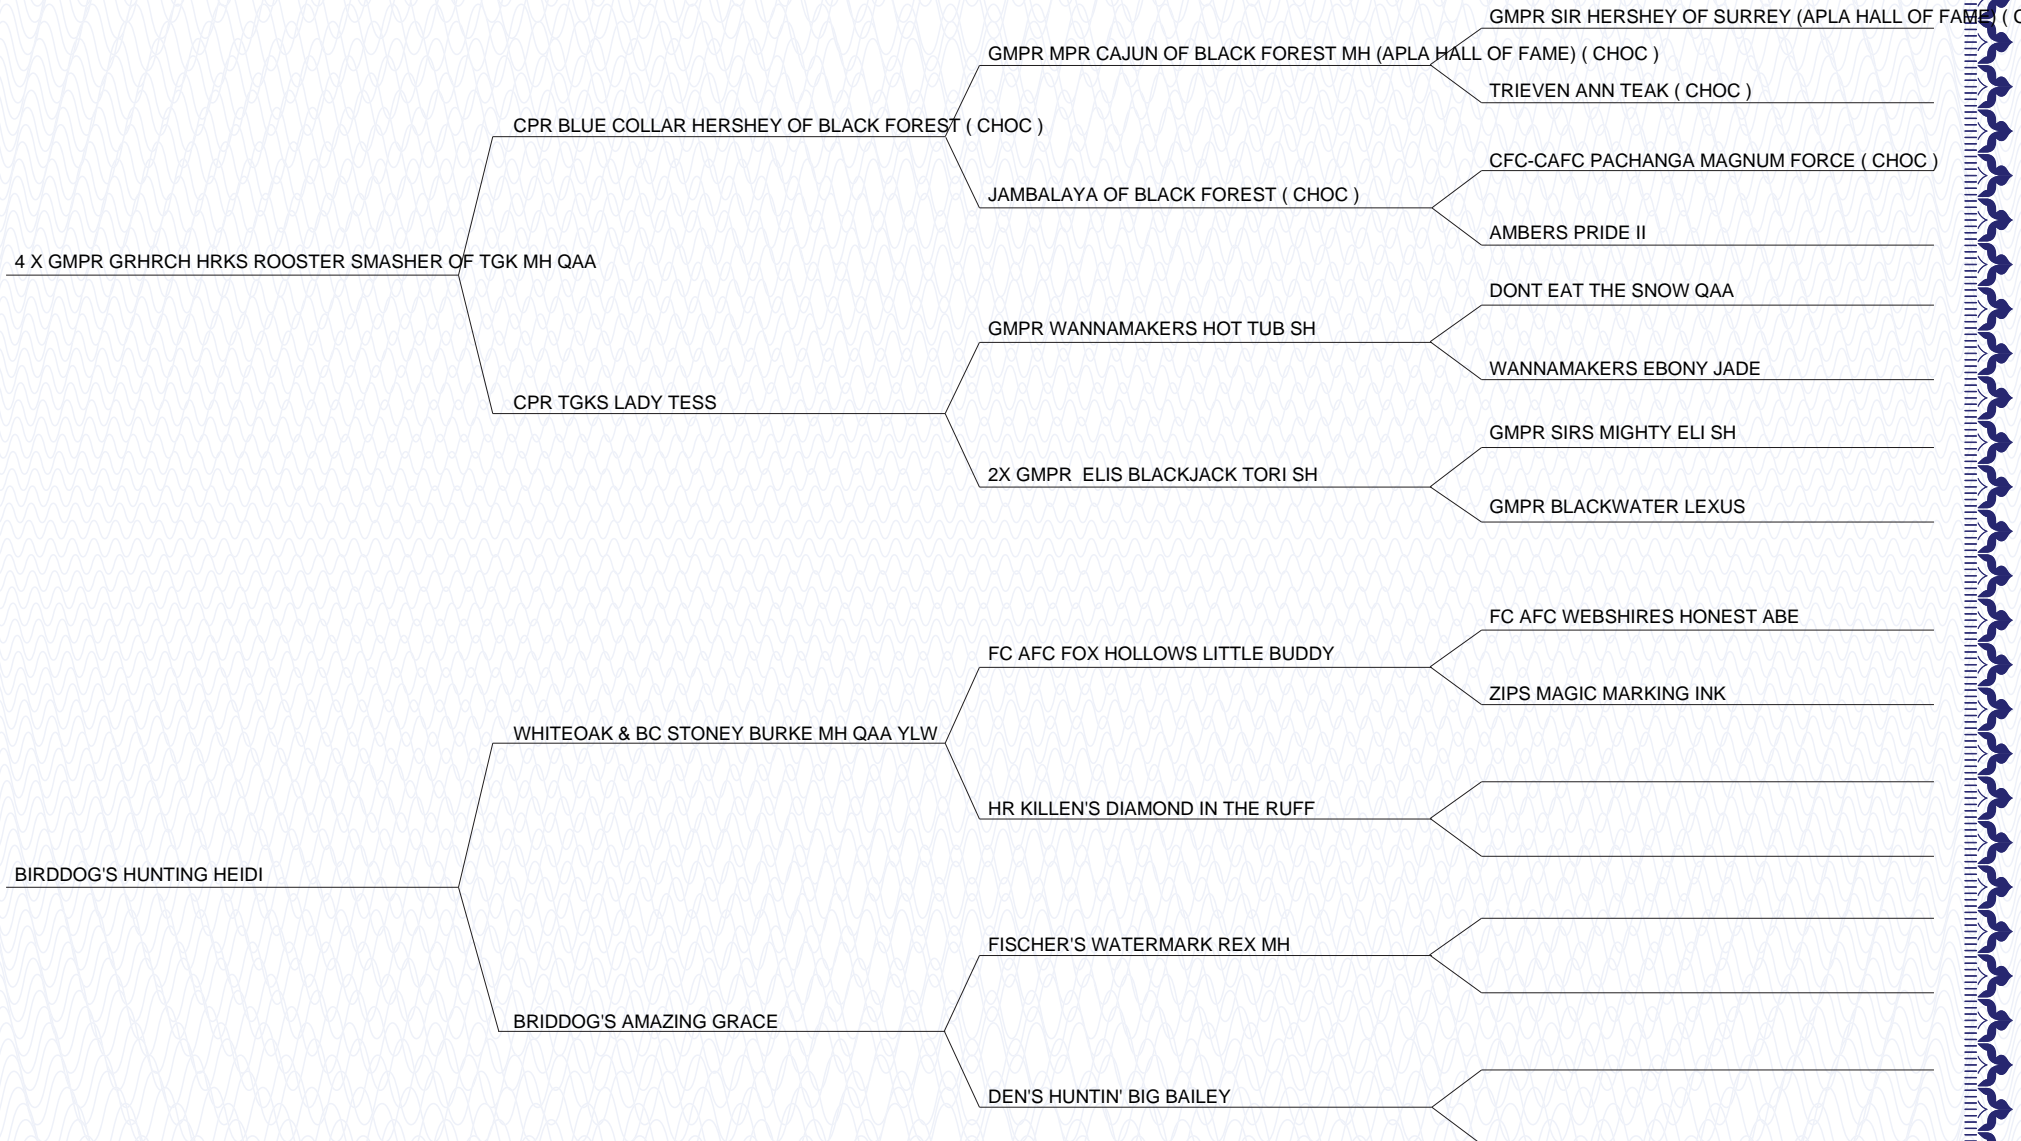 GMPR SIR HERSHEY OF SURREY (APLA HALL OF FAME) ( C
GMPR MPR CAJUN OF BLACK FOREST MH (APLA HALL OF FAME) ( CHOC )
TRIEVEN ANN TEAK ( CHOC )
CPR BLUE COLLAR HERSHEY OF BLACK FOREST ( CHOC )
CFC-CAFC PACHANGA MAGNUM FORCE ( CHOC )
JAMBALAYA OF BLACK FOREST ( CHOC )
AMBERS PRIDE II
4 X GMPR GRHRCH HRKS ROOSTER SMASHER OF TGK MH QAA
DONT EAT THE SNOW QAA
GMPR WANNAMAKERS HOT TUB SH
WANNAMAKERS EBONY JADE
CPR TGKS LADY TESS
GMPR SIRS MIGHTY ELI SH
2X GMPR  ELIS BLACKJACK TORI SH
GMPR BLACKWATER LEXUS
FC AFC WEBSHIRES HONEST ABE
FC AFC FOX HOLLOWS LITTLE BUDDY
ZIPS MAGIC MARKING INK
WHITEOAK & BC STONEY BURKE MH QAA YLW
HR KILLEN'S DIAMOND IN THE RUFF
BIRDDOG'S HUNTING HEIDI
FISCHER'S WATERMARK REX MH
BRIDDOG'S AMAZING GRACE
DEN'S HUNTIN' BIG BAILEY